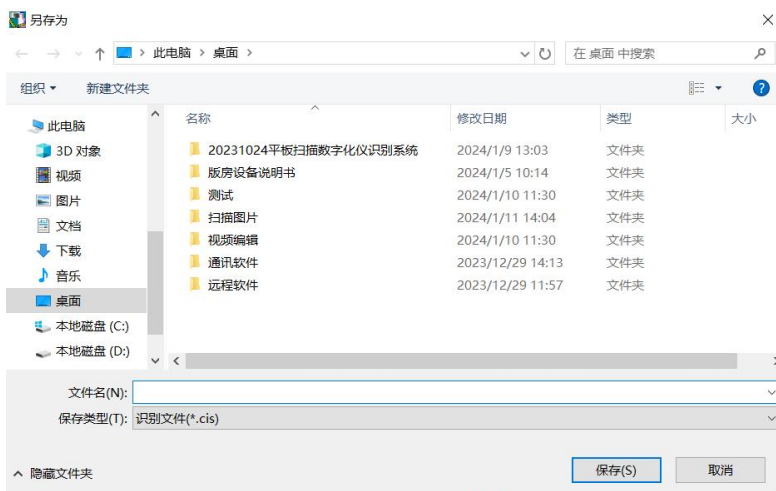 另存为
此电脑 > 桌面 >
在 桌面 中搜索
组织 新建文件夹
名称 修改日期 类型 大小
此电脑
3D 对象
视频
图片
文档
下载
音乐
桌面
本地磁盘 (C:)
本地磁盘 (D:)
20231024平板扫描数字化仪识别系统 2024/1/9 13:03 文件夹
版房设备说明书 2024/1/5 10:14 文件夹
测试 2024/1/10 11:30 文件夹
扫描图片 2024/1/11 14:04 文件夹
视频编辑 2024/1/10 11:30 文件夹
通讯软件 2023/12/29 14:13 文件夹
远程软件 2023/12/29 11:57 文件夹
文件名(N):
保存类型(T): 识别文件(*.cis)
隐藏文件夹 保存(S) 取消